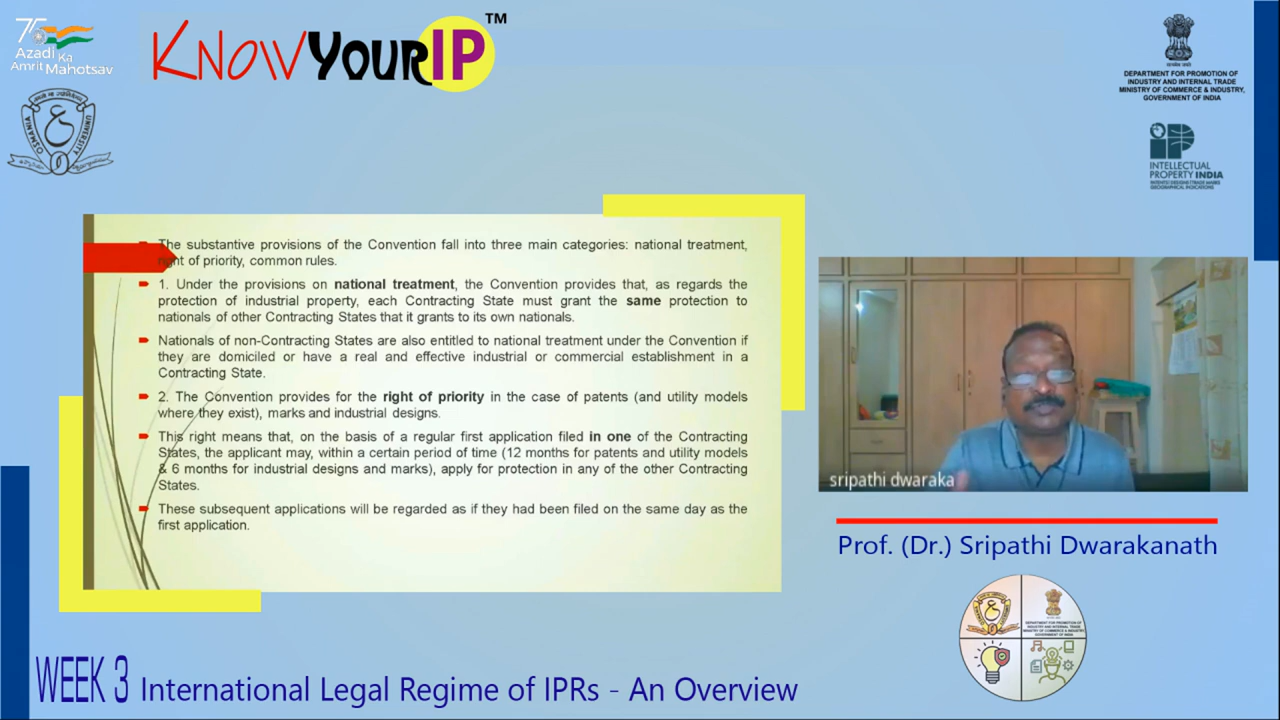 75
Azadi Ka
Amrit Mahotsav
KNOW YOUR IP TM
OSMANIA UNIVERSITY
DEPARTMENT FOR PROMOTION OF
INDUSTRY AND INTERNAL TRADE
MINISTRY OF COMMERCE & INDUSTRY,
GOVERNMENT OF INDIA
iP
INTELLECTUAL
PROPERTY INDIA
The substantive provisions of the Convention fall into three main categories: national treatment,
right of priority, common rules.
1. Under the provisions on national treatment, the Convention provides that, as regards the
protection of industrial property, each Contracting State must grant the same protection to
nationals of other Contracting States that it grants to its own nationals.
Nationals of non-Contracting States are also entitled to national treatment under the Convention if
they are domiciled or have a real and effective industrial or commercial establishment in a
Contracting State.
2. The Convention provides for the right of priority in the case of patents (and utility models
where they exist), marks and industrial designs.
This right means that, on the basis of a regular first application filed in one of the Contracting
States, the applicant may, within a certain period of time (12 months for patents and utility models
& 6 months for industrial designs and marks), apply for protection in any of the other Contracting
States.
These subsequent applications will be regarded as if they had been filed on the same day as the
first application.
sripathi dwaraka
Prof. (Dr.) Sripathi Dwarakanath
WEEK 3 International Legal Regime of IPRs - An Overview